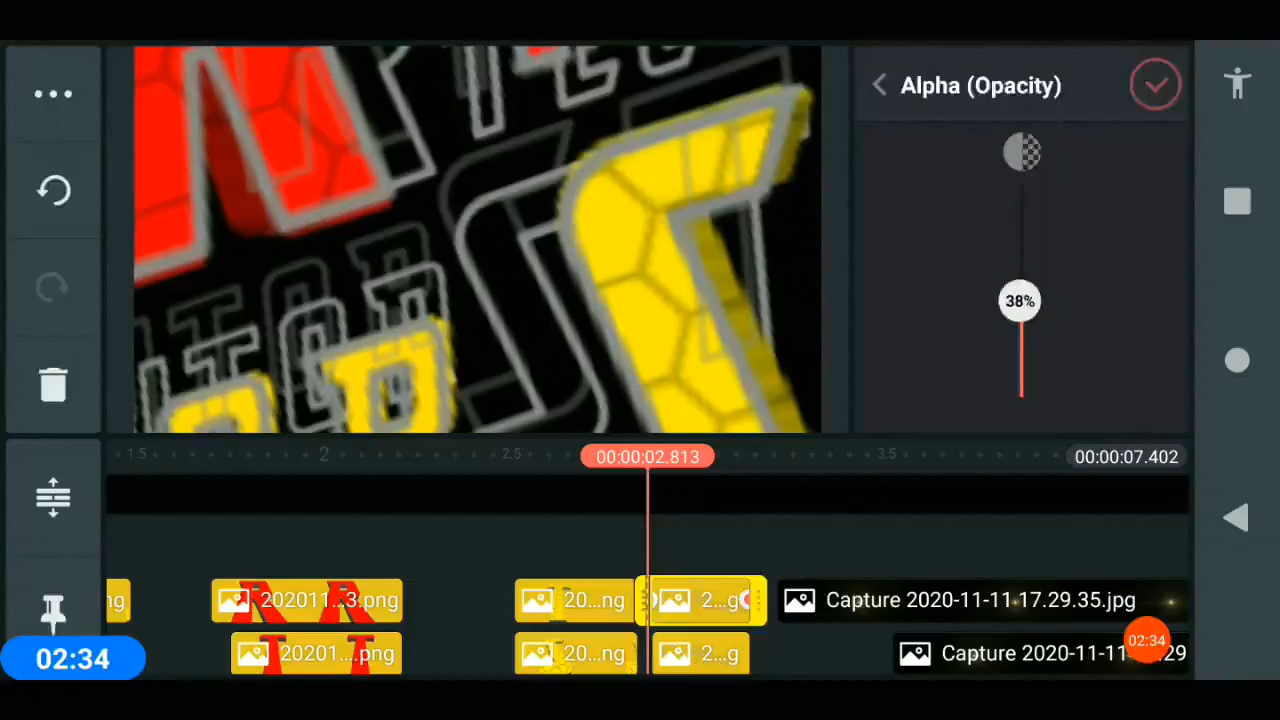 Alpha (Opacity)
38%
1.5
2
2.5
00:00:02.813
3.5
00:00:07.402
ng
202011...3.png
20...ng
2...g
Capture 2020-11-11-17.29.35.jpg
20201....png
20...ng
2...g
Capture 2020-11-11
29
02:34
02:34